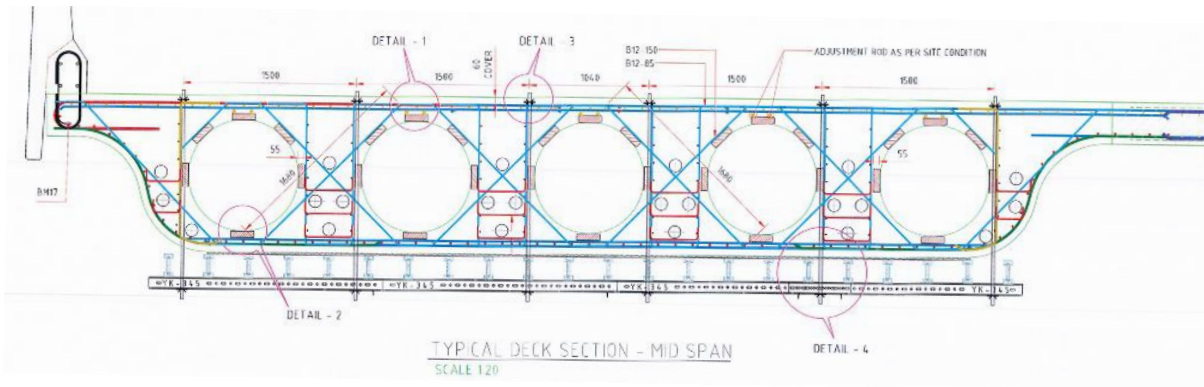 DETAIL - 1
DETAIL - 3
B12-150
B12-85
ADJUSTMENT ROD AS PER SITE CONDITION
1500
1500
60
COVER
1040
1500
1500
55
55
1680
1680
BM17
YK-345
YK-345
YK-345
YK-345
DETAIL - 2
DETAIL - 4
TYPICAL DECK SECTION - MID SPAN
SCALE 1:20